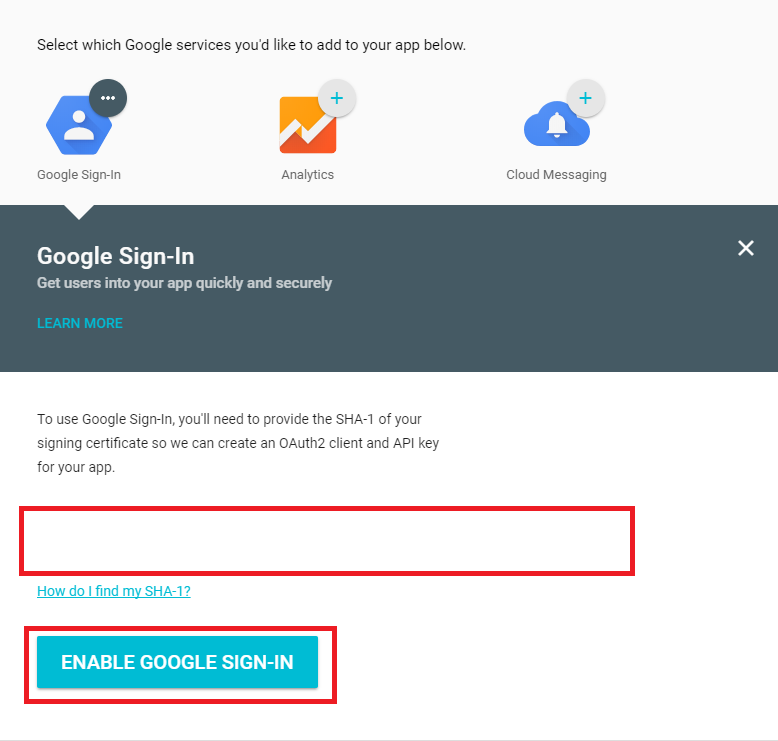 Select which Google services you'd like to add to your app below.
Google Sign-In
Analytics
Cloud Messaging
Google Sign-In
Get users into your app quickly and securely
LEARN MORE
To use Google Sign-In, you'll need to provide the SHA-1 of your
signing certificate so we can create an OAuth2 client and API key
for your app.
How do I find my SHA-1?
ENABLE GOOGLE SIGN-IN